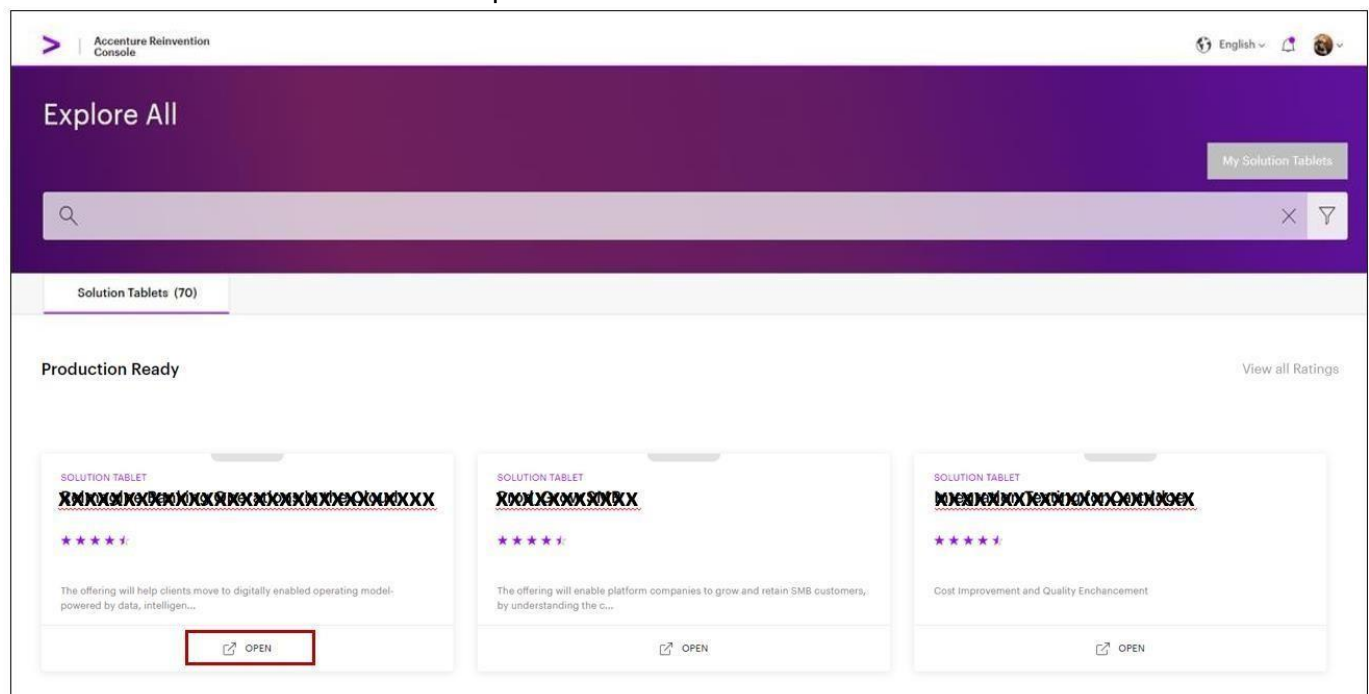 Accenture Reinvention
Console
English
Explore All
My Solution Tablets
Solution Tablets (70)
Production Ready
View all Ratings
SOLUTION TABLET
SOLUTION TABLET
SOLUTION TABLET
The offering will help clients move to digitally enabled operating model-
powered by data, intelligen...
The offering will enable platform companies to grow and retain SMB customers,
by understanding the c...
Cost Improvement and Quality Enchancement
OPEN
OPEN
OPEN